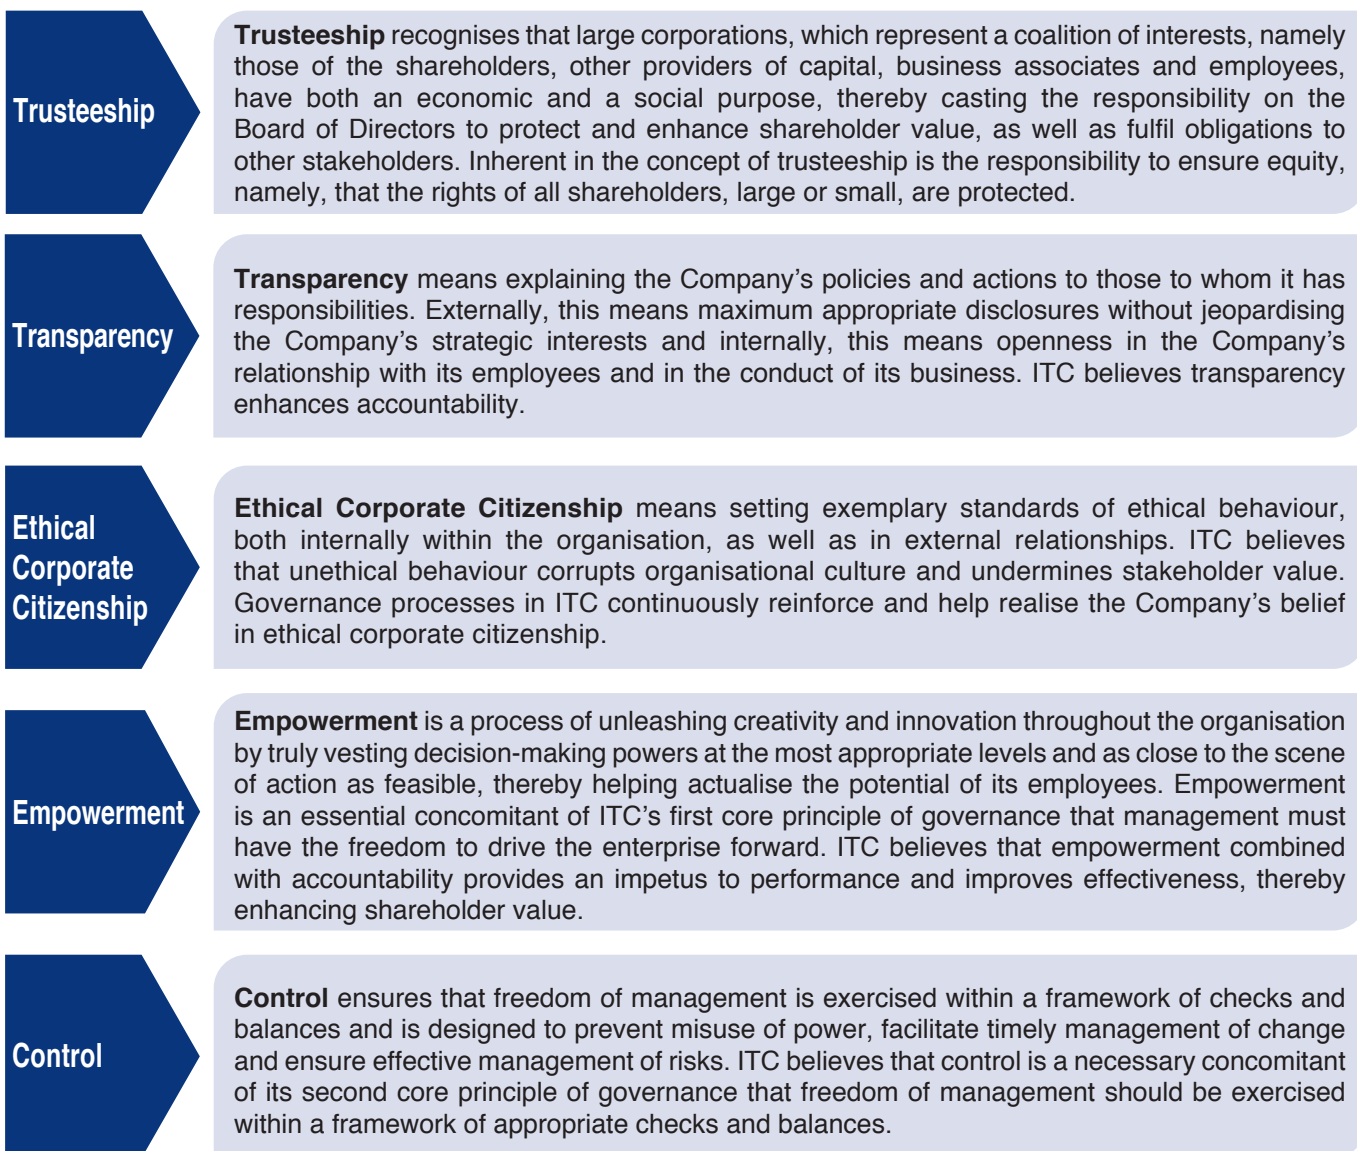 Trusteeship
Trusteeship recognises that large corporations, which represent a coalition of interests, namely
those of the shareholders, other providers of capital, business associates and employees,
have both an economic and a social purpose, thereby casting the responsibility on the
Board of Directors to protect and enhance shareholder value, as well as fulfil obligations to
other stakeholders. Inherent in the concept of trusteeship is the responsibility to ensure equity,
namely, that the rights of all shareholders, large or small, are protected.
Transparency
Transparency means explaining the Company's policies and actions to those to whom it has
responsibilities. Externally, this means maximum appropriate disclosures without jeopardising
the Company's strategic interests and internally, this means openness in the Company's
relationship with its employees and in the conduct of its business. ITC believes transparency
enhances accountability.
Ethical
Corporate
Citizenship
Ethical Corporate Citizenship means setting exemplary standards of ethical behaviour,
both internally within the organisation, as well as in external relationships. ITC believes
that unethical behaviour corrupts organisational culture and undermines stakeholder value.
Governance processes in ITC continuously reinforce and help realise the Company's belief
in ethical corporate citizenship.
Empowerment
Empowerment is a process of unleashing creativity and innovation throughout the organisation
by truly vesting decision-making powers at the most appropriate levels and as close to the scene
of action as feasible, thereby helping actualise the potential of its employees. Empowerment
is an essential concomitant of ITC's first core principle of governance that management must
have the freedom to drive the enterprise forward. ITC believes that empowerment combined
with accountability provides an impetus to performance and improves effectiveness, thereby
enhancing shareholder value.
Control
Control ensures that freedom of management is exercised within a framework of checks and
balances and is designed to prevent misuse of power, facilitate timely management of change
and ensure effective management of risks. ITC believes that control is a necessary concomitant
of its second core principle of governance that freedom of management should be exercised
within a framework of appropriate checks and balances.